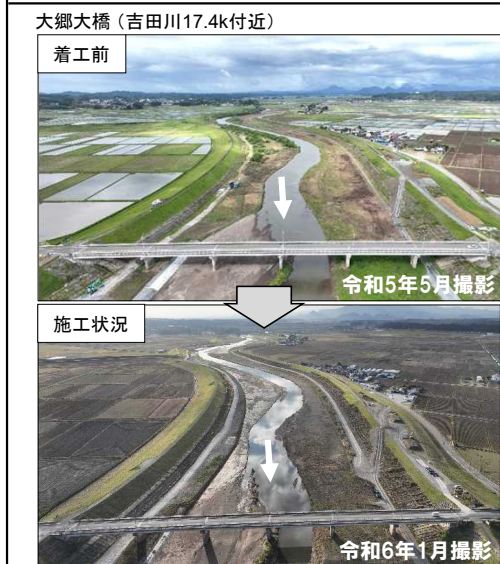 大郷大橋（吉田川17.4k付近）
着工前
令和5年5月撮影
施工状況
令和6年1月撮影